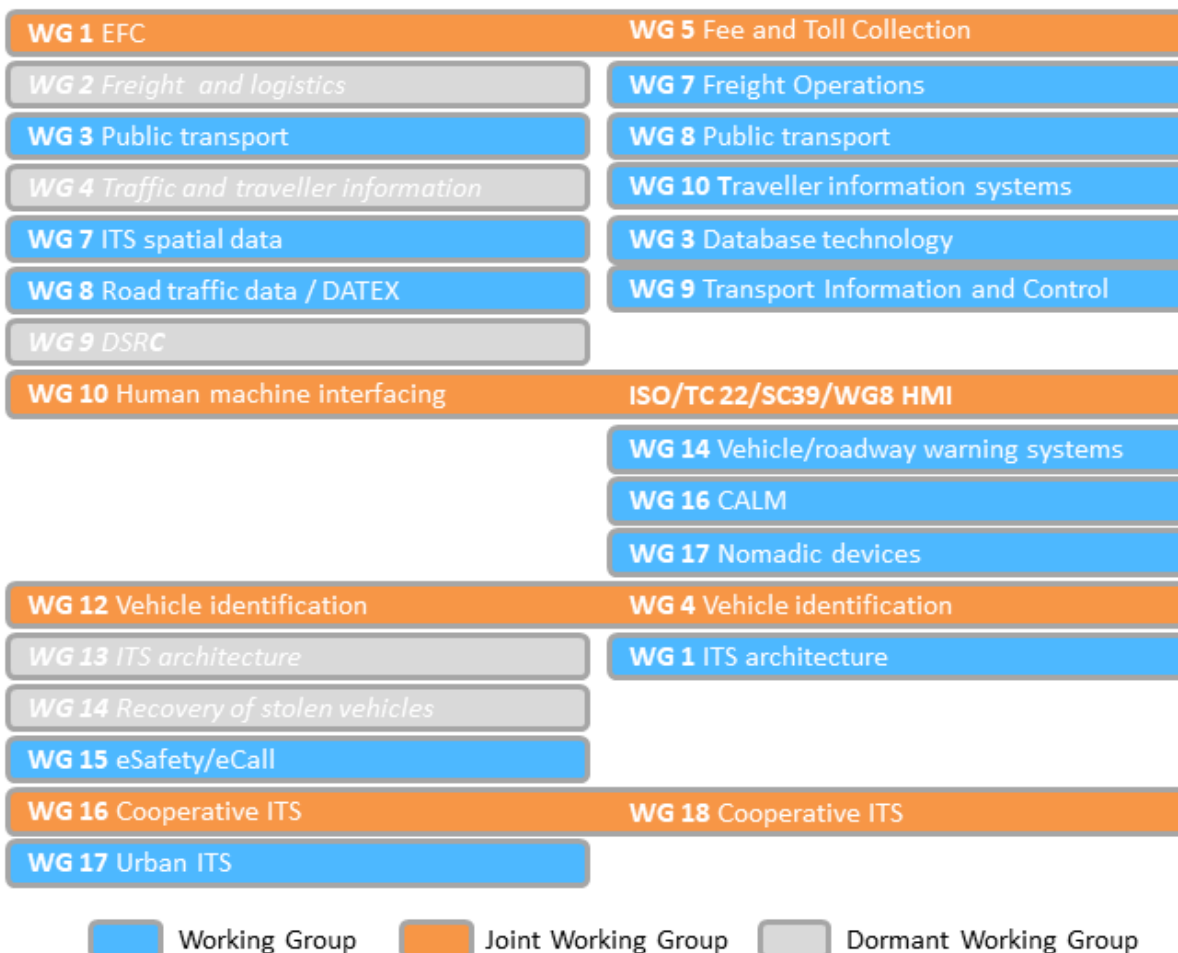 WG 1 EFC
WG 5 Fee and Toll Collection
WG 2 Freight and logistics
WG 7 Freight Operations
WG 3 Public transport
WG 8 Public transport
WG 4 Traffic and traveller information
WG 10 Traveller information systems
WG 7 ITS spatial data
WG 3 Database technology
WG 8 Road traffic data / DATEX
WG 9 Transport Information and Control
WG 9 DSRC
WG 10 Human machine interfacing
ISO/TC 22/SC39/WG8 HMI
WG 14 Vehicle/roadway warning systems
WG 16 CALM
WG 17 Nomadic devices
WG 12 Vehicle identification
WG 4 Vehicle identification
WG 13 ITS architecture
WG 1 ITS architecture
WG 14 Recovery of stolen vehicles
WG 15 eSafety/eCall
WG 16 Cooperative ITS
WG 18 Cooperative ITS
WG 17 Urban ITS
Working Group
Joint Working Group
Dormant Working Group